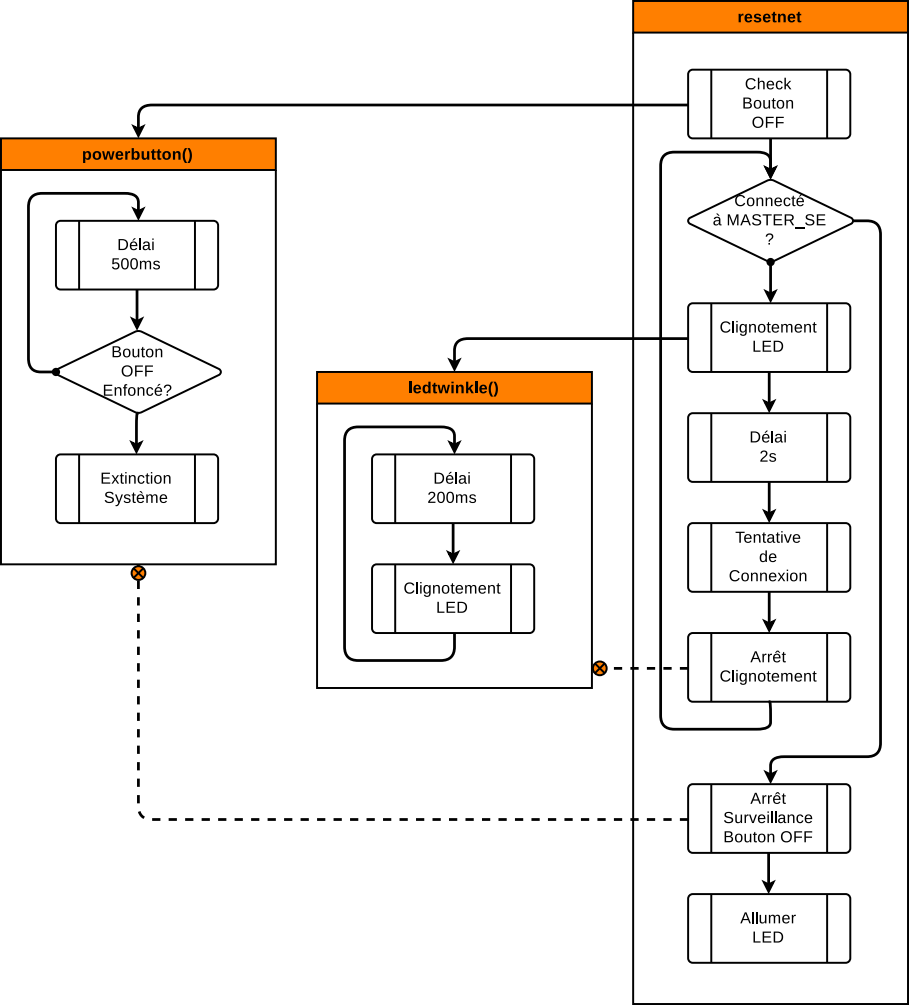 resetnet
Check
Bouton
OFF
Connecté
à MASTER_SE
?
Clignotement
LED
Délai
2s
Tentative
de
Connexion
Arrêt
Clignotement
Arrêt
Surveillance
Bouton OFF
Allumer
LED
powerbutton()
Délai
500ms
Bouton
OFF
Enfoncé?
Extinction
Système
ledtwinkle()
Délai
200ms
Clignotement
LED